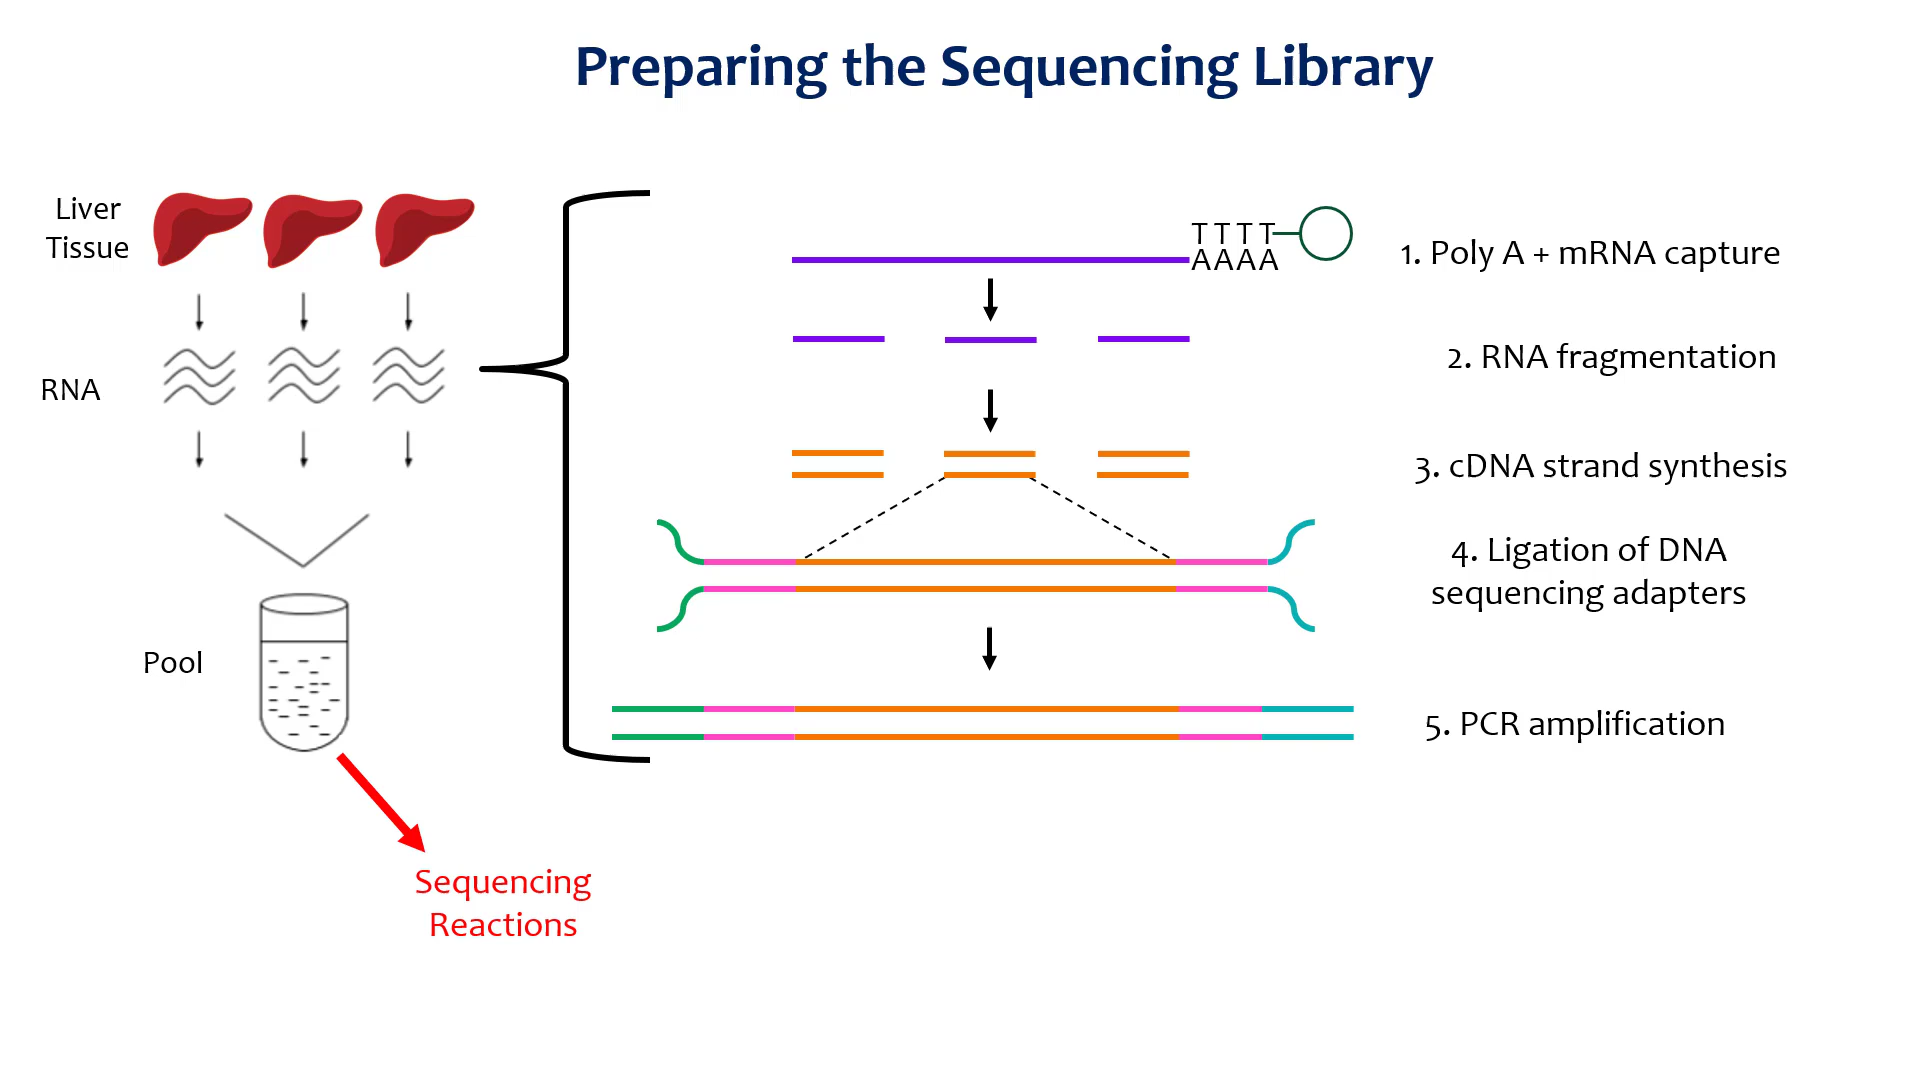 Preparing the Sequencing Library
Liver
Tissue
RNA
Pool
Sequencing
Reactions
T T T T
AAAA
1. Poly A + mRNA capture
2. RNA fragmentation
3. cDNA strand synthesis
4. Ligation of DNA
sequencing adapters
5. PCR amplification